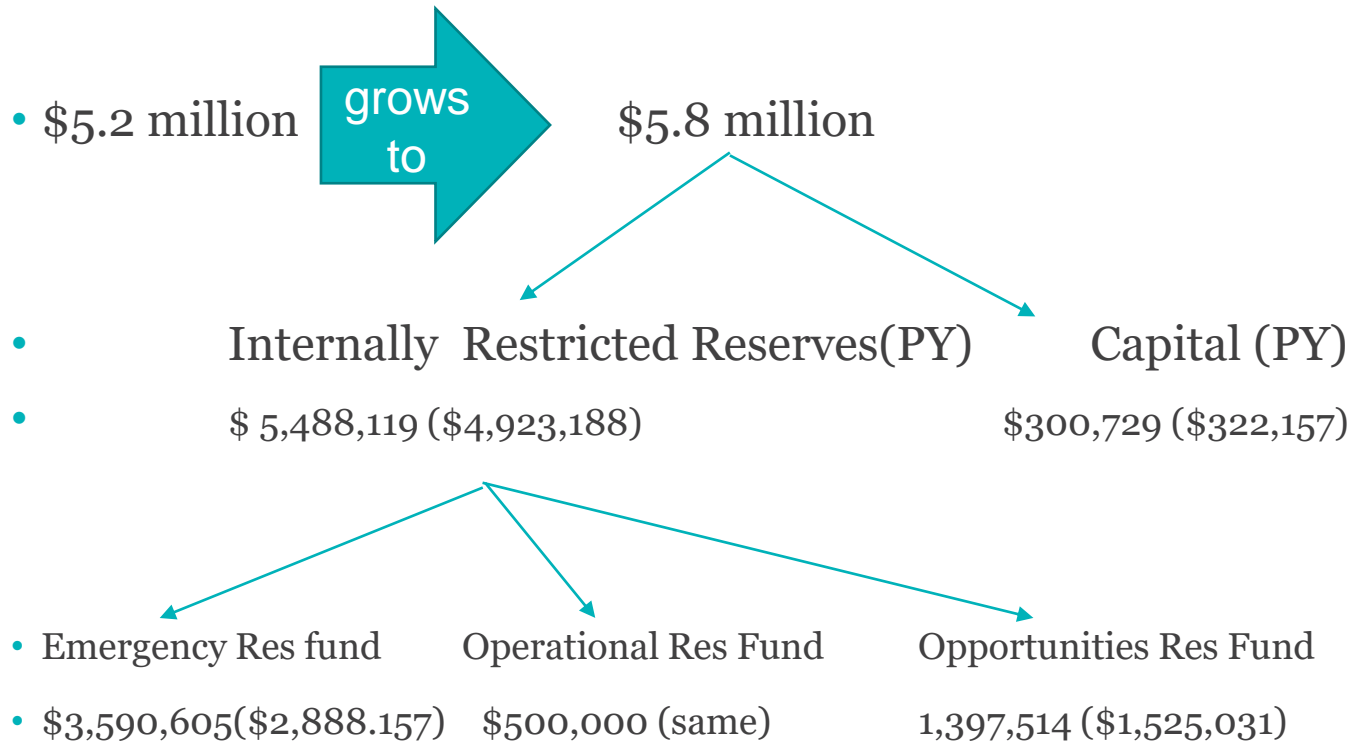 • $5.2 million grows to $5.8 million
• Internally Restricted Reserves(PY) Capital (PY)
• $ 5,488,119 ($4,923,188) $300,729 ($322,157)
• Emergency Res fund Operational Res Fund Opportunities Res Fund
• $3,590,605($2,888.157) $500,000 (same) 1,397,514 ($1,525,031)